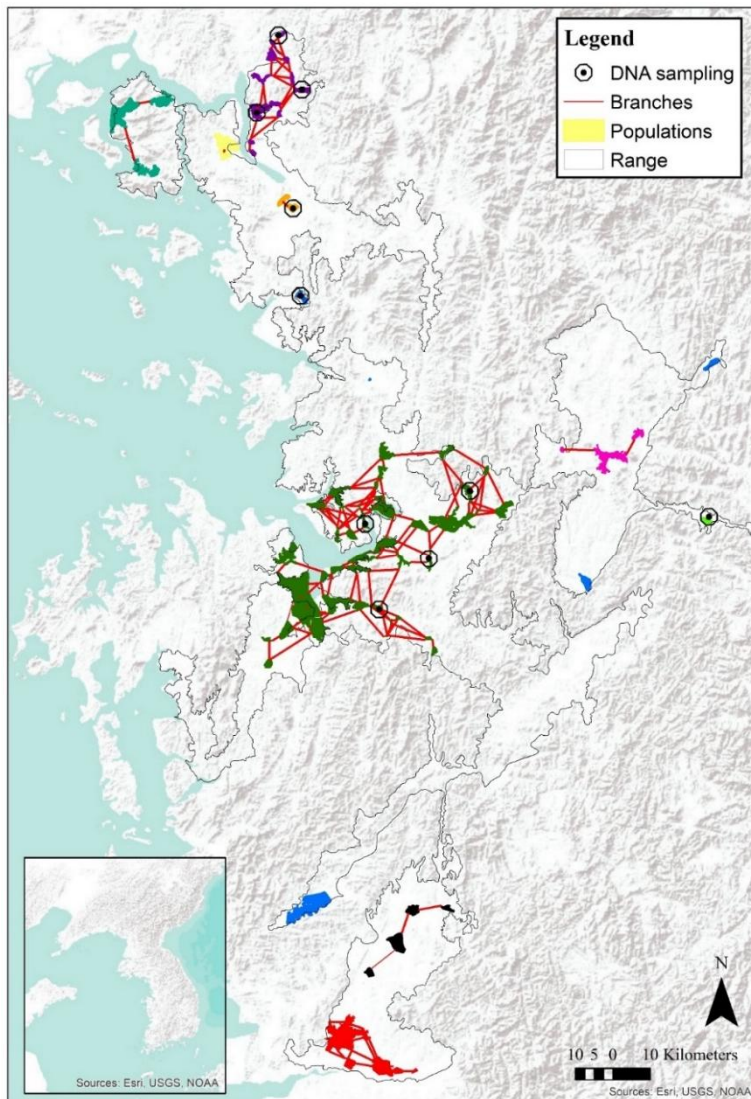 Legend
DNA sampling
Branches
Populations
Range
N
10 5 0 10 Kilometers
Sources: Esri, USGS, NOAA
Sources: Esri, USGS, NOAA